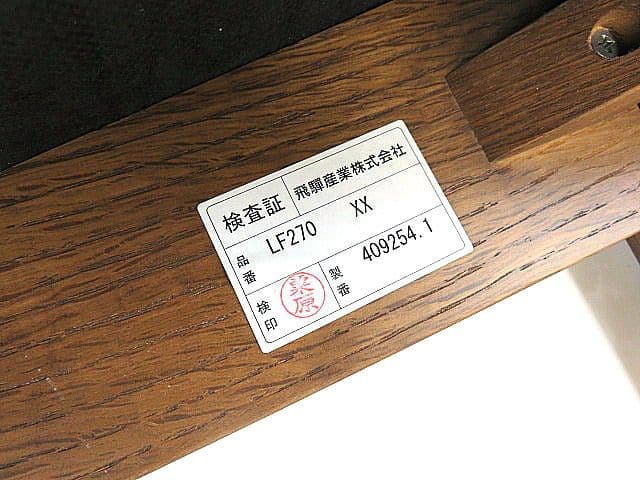 検査証 飛騨産業株式会社
品番 LF270 XX
検印 製番 409254.1